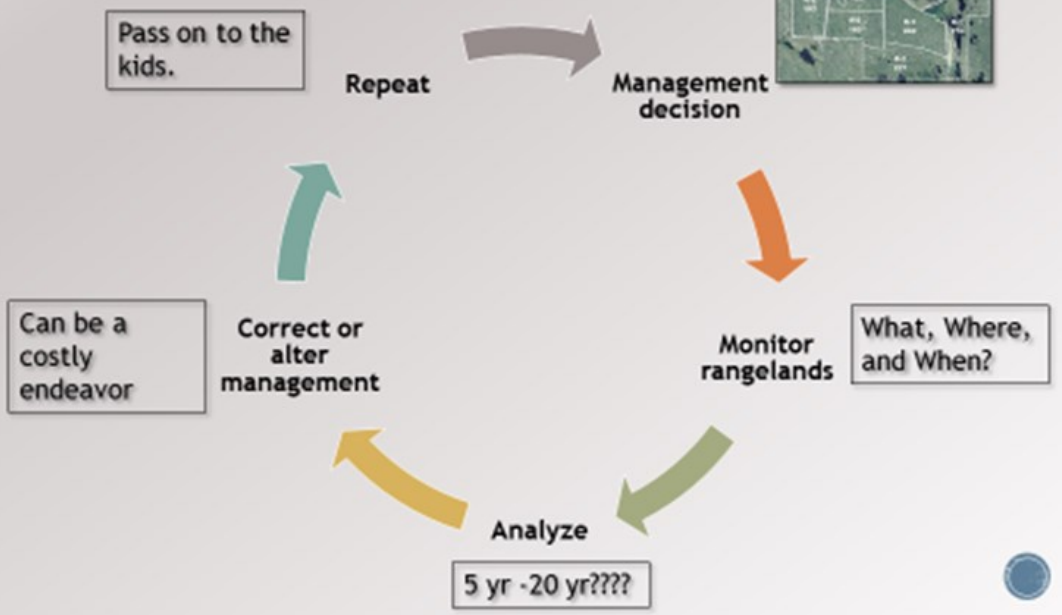 Pass on to the
kids.
Repeat
Management
decision
Can be a
costly
endeavor
Correct or
alter
management
Monitor
rangelands
What, Where,
and When?
Analyze
5 yr -20 yr????